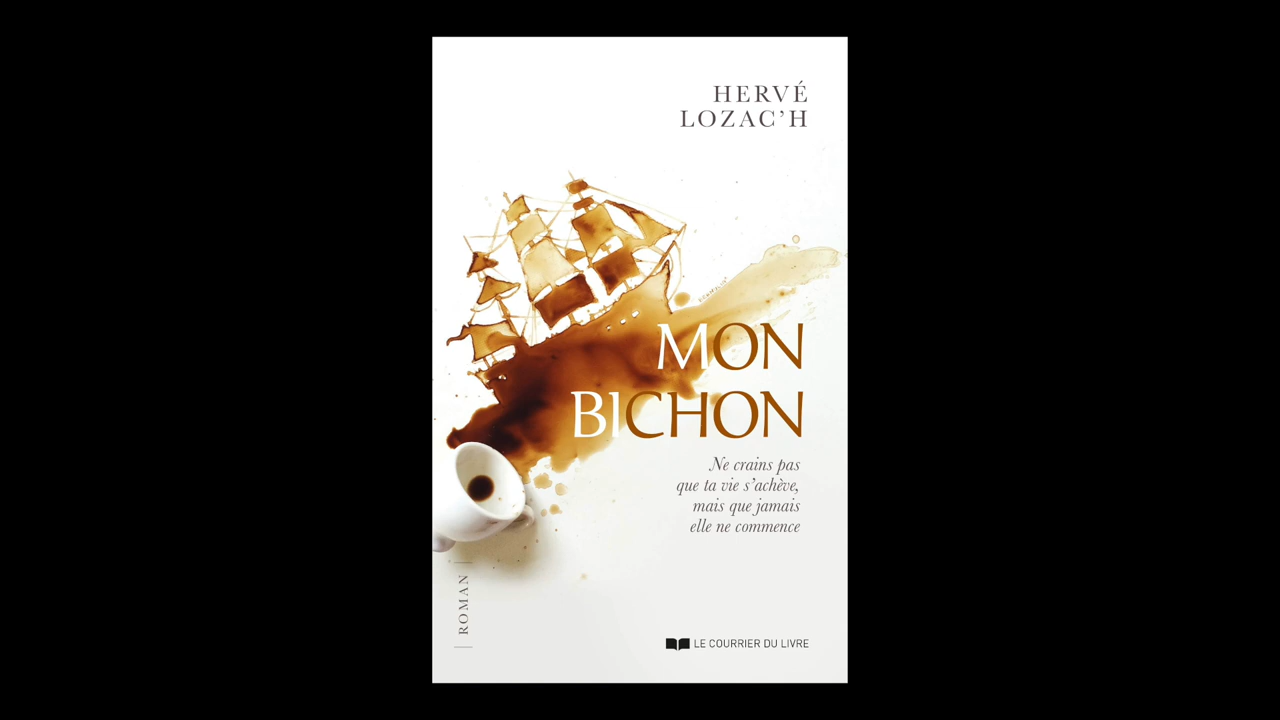 HERVÉ
LOZAC’H
MON
BICHON
Ne crains pas
que ta vie s’achève,
mais que jamais
elle ne commence
ROMAN
LE COURRIER DU LIVRE